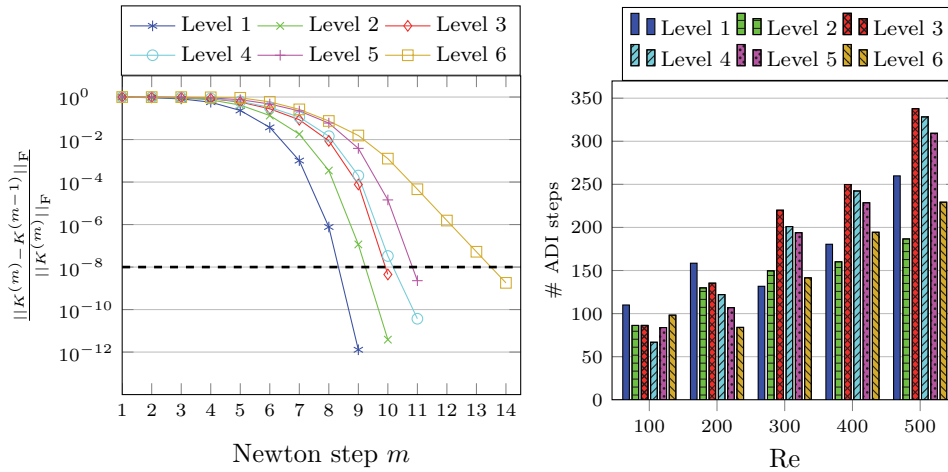 Level 1 Level 2 Level 3
Level 4 Level 5 Level 6
10^0
10^−2
10^−4
10^−6
10^−8
10^−10
10^−12
||K^(m) − K^(m−1)||_F
||K^(m)||_F
1 2 3 4 5 6 7 8 9 10 11 12 13 14
Newton step m
Level 1 Level 2 Level 3
Level 4 Level 5 Level 6
350
300
250
200
150
100
50
0
# ADI steps
100 200 300 400 500
Re